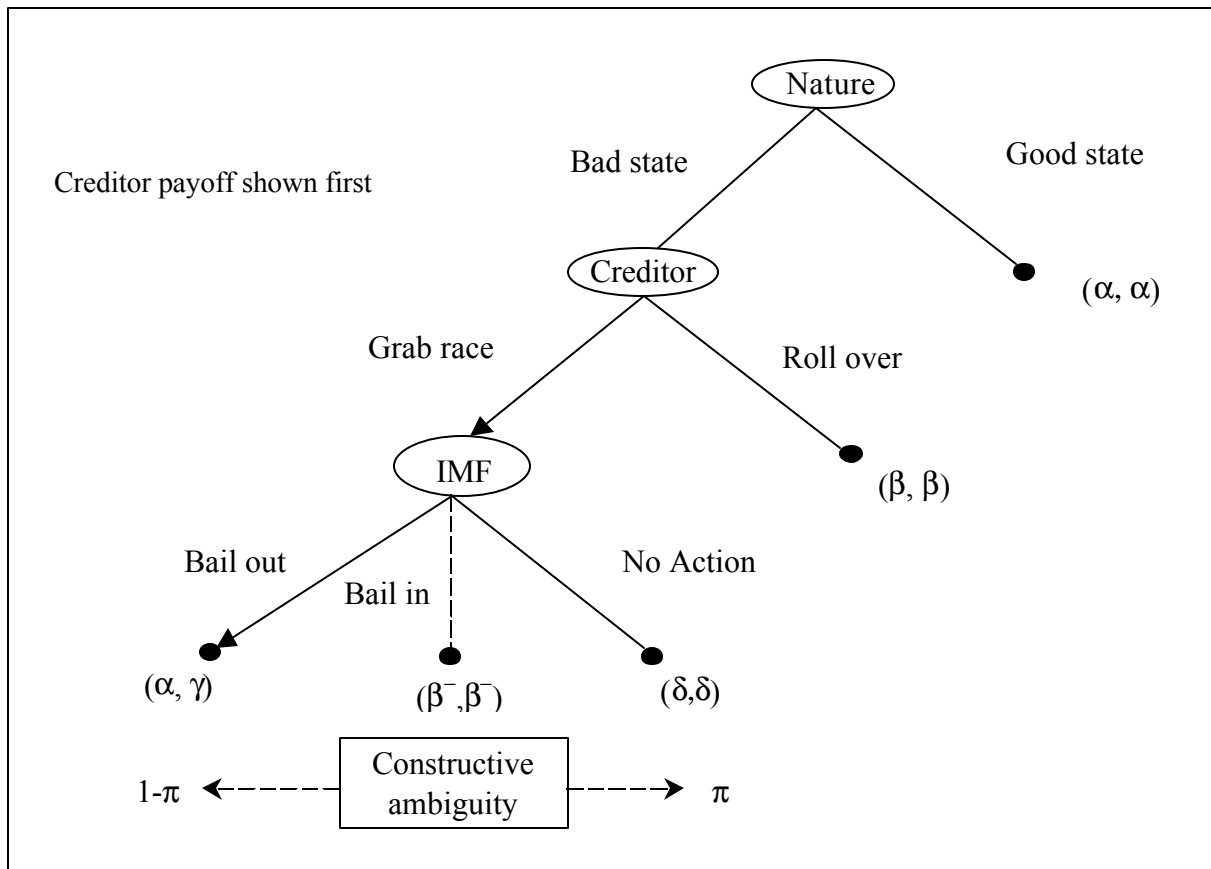 Nature
Bad state
Good state
Creditor payoff shown first
Creditor
(α, α)
Grab race
Roll over
IMF
(β, β)
Bail out
No Action
Bail in
(α, γ)
(β⁻,β⁻)
(δ,δ)
Constructive
ambiguity
1-π
π